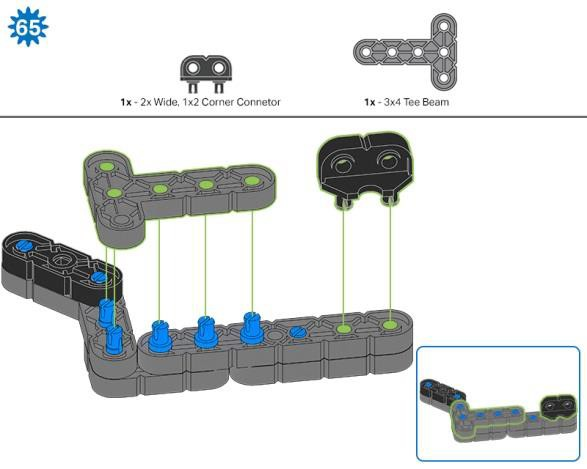 65
1x - 2x Wide, 1x2 Corner Connetor
1x - 3x4 Tee Beam